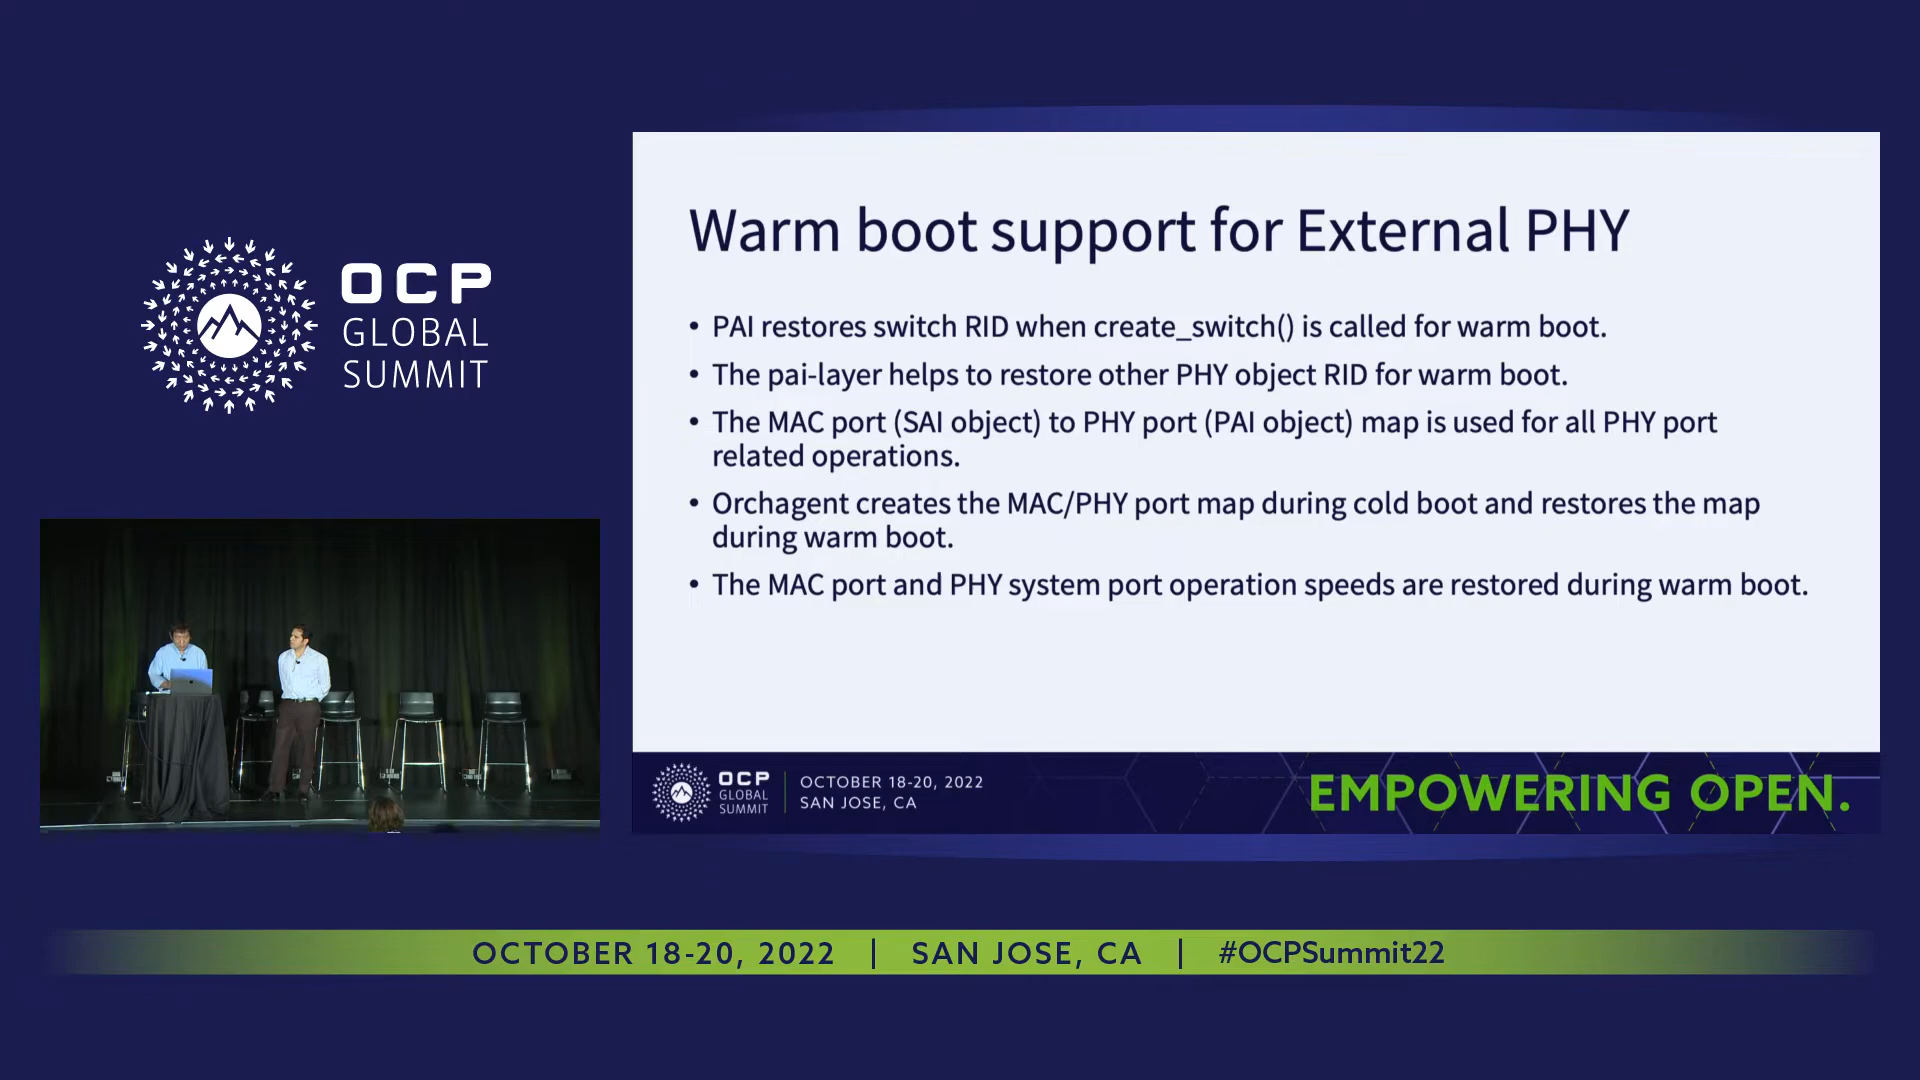 OCP
GLOBAL
SUMMIT
Warm boot support for External PHY
• PAI restores switch RID when create_switch() is called for warm boot.
• The pai-layer helps to restore other PHY object RID for warm boot.
• The MAC port (SAI object) to PHY port (PAI object) map is used for all PHY port
related operations.
• Orchagent creates the MAC/PHY port map during cold boot and restores the map
during warm boot.
• The MAC port and PHY system port operation speeds are restored during warm boot.
OCP
GLOBAL
SUMMIT
OCTOBER 18-20, 2022
SAN JOSE, CA
EMPOWERING OPEN.
OCTOBER 18-20, 2022 | SAN JOSE, CA | #OCPSummit22